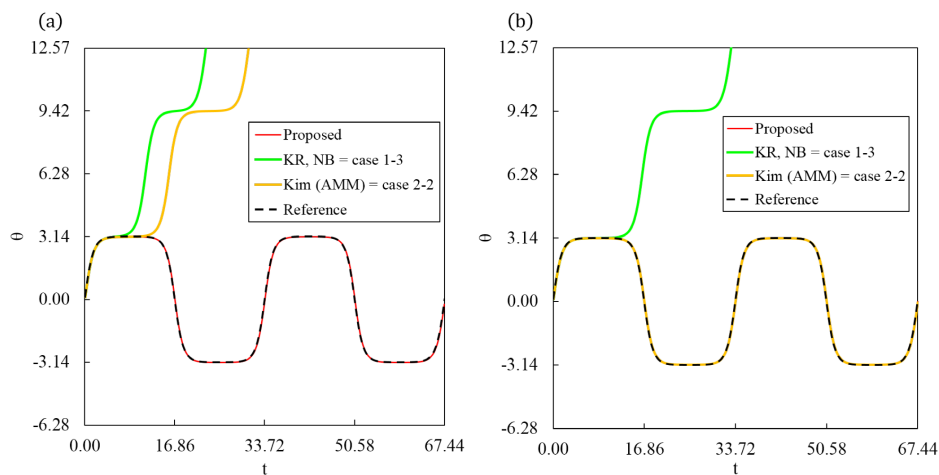 (a)
12.57
9.42
6.28
3.14
0.00
-3.14
-6.28
θ
Proposed
KR, NB = case 1-3
Kim (AMM) = case 2-2
Reference
0.00 16.86 33.72 50.58 67.44
t
(b)
12.57
9.42
6.28
3.14
0.00
-3.14
-6.28
θ
Proposed
KR, NB = case 1-3
Kim (AMM) = case 2-2
Reference
0.00 16.86 33.72 50.58 67.44
t